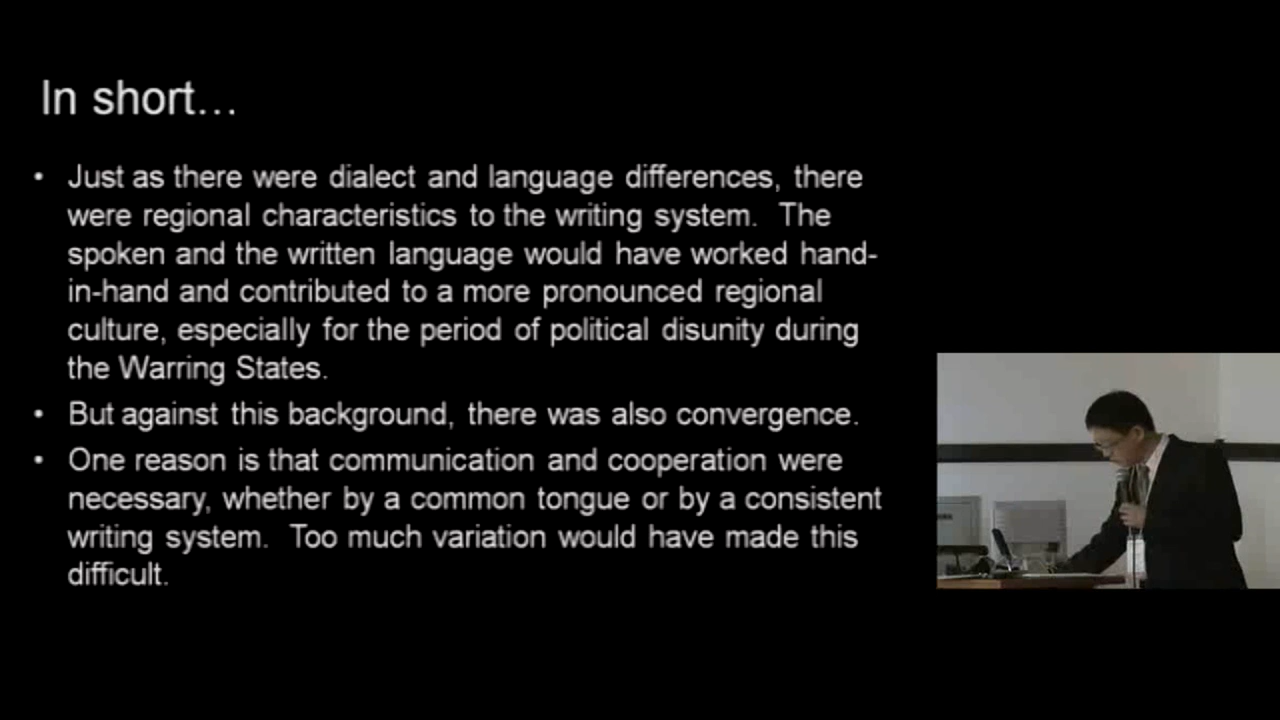 In short…
• Just as there were dialect and language differences, there
were regional characteristics to the writing system.  The
spoken and the written language would have worked hand-
in-hand and contributed to a more pronounced regional
culture, especially for the period of political disunity during
the Warring States.
• But against this background, there was also convergence.
• One reason is that communication and cooperation were
necessary, whether by a common tongue or by a consistent
writing system.  Too much variation would have made this
difficult.